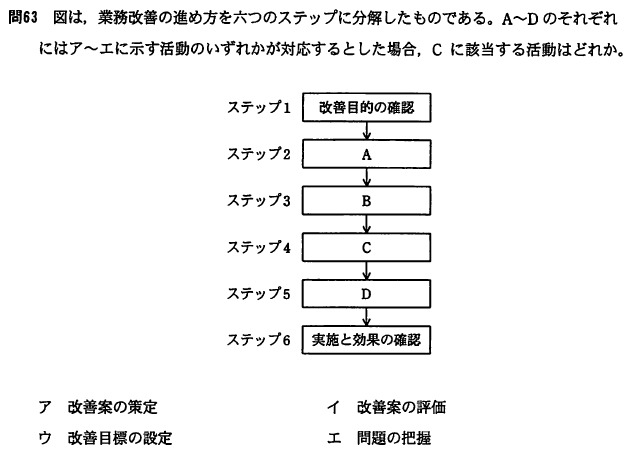 問63 図は，業務改善の進め方を六つのステップに分解したものである。A～Dのそれぞれ
にはア～エに示す活動のいずれかが対応するとした場合，C に該当する活動はどれか。
ステップ1 改善目的の確認
ステップ2 A
ステップ3 B
ステップ4 C
ステップ5 D
ステップ6 実施と効果の確認
ア 改善案の策定 イ 改善案の評価
ウ 改善目標の設定 エ 問題の把握